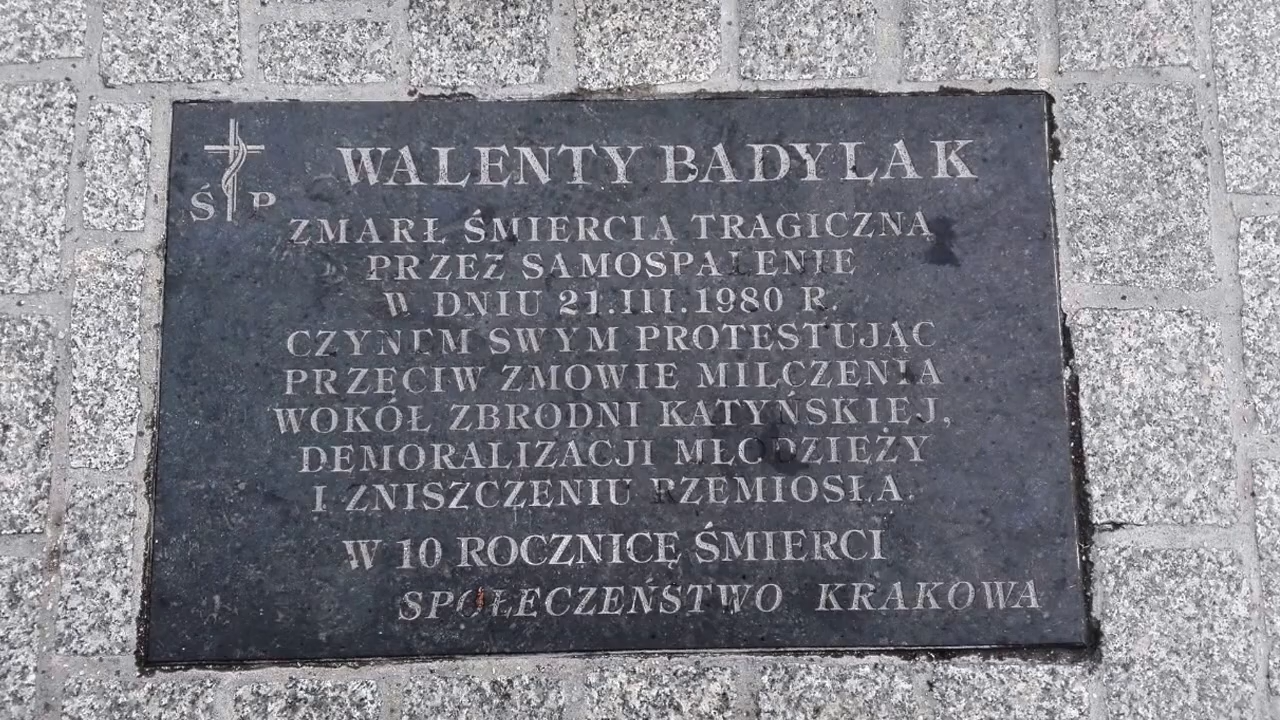 Ś P
WALENTY BADYLAK
ZMARŁ ŚMIERCIĄ TRAGICZNĄ
PRZEZ SAMOSPALENIE
W DNIU 21.III.1980 R.
CZYNEM SWYM PROTESTUJĄC
PRZECIW ZMOWIE MILCZENIA
WOKÓŁ ZBRODNI KATYŃSKIEJ,
DEMORALIZACJI MŁODZIEŻY
I ZNISZCZENIU RZEMIOSŁA.
W 10 ROCZNICĘ ŚMIERCI
SPOŁECZEŃSTWO KRAKOWA